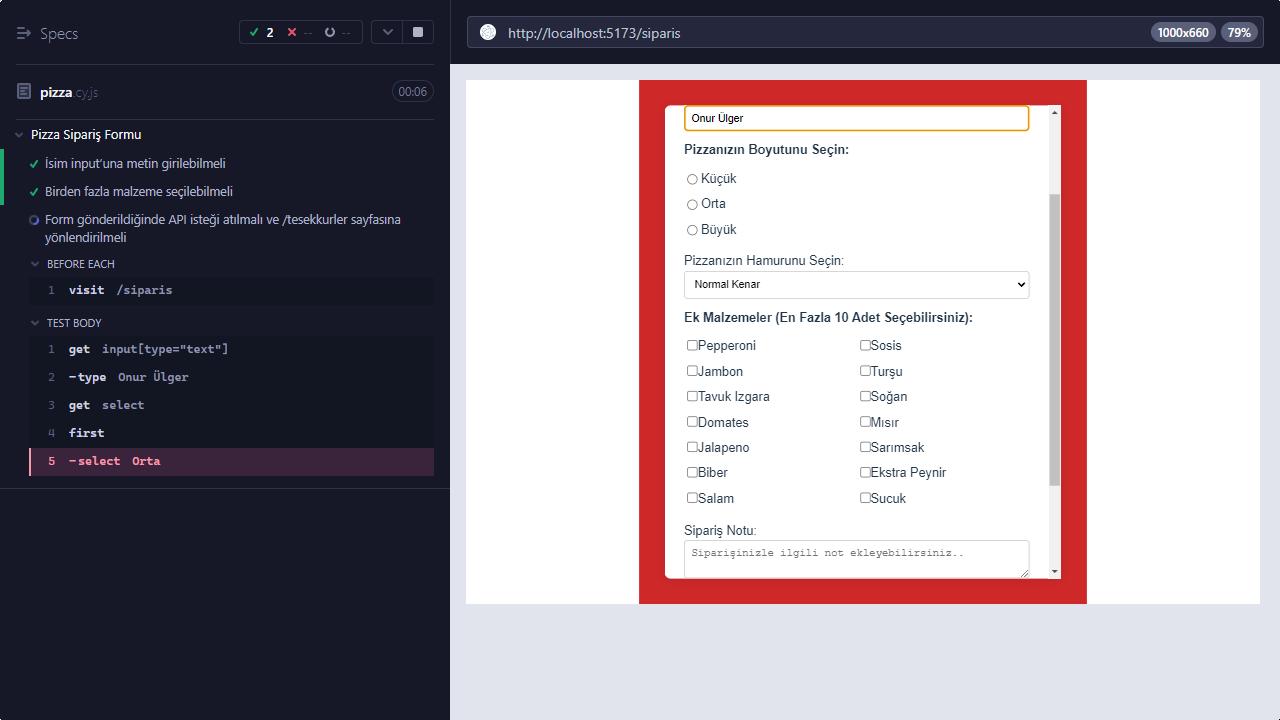 Specs
2 -- --
pizza.cy.js
00:06
Pizza Sipariş Formu
İsim input'una metin girilebilmeli
Birden fazla malzeme seçilebilmeli
Form gönderildiğinde API isteği atılmalı ve /tesekkurler sayfasına
yönlendirilmeli
BEFORE EACH
1 visit /siparis
TEST BODY
1 get input[type="text"]
2 -type Onur Ülger
3 get select
4 first
5 -select Orta
http://localhost:5173/siparis
1000x660 79%
Onur Ülger
Pizzanızın Boyutunu Seçin:
Küçük
Orta
Büyük
Pizzanızın Hamurunu Seçin:
Normal Kenar
Ek Malzemeler (En Fazla 10 Adet Seçebilirsiniz):
Pepperoni Sosis
Jambon Turşu
Tavuk Izgara Soğan
Domates Mısır
Jalapeno Sarımsak
Biber Ekstra Peynir
Salam Sucuk
Sipariş Notu:
Siparişinizle ilgili not ekleyebilirsiniz..